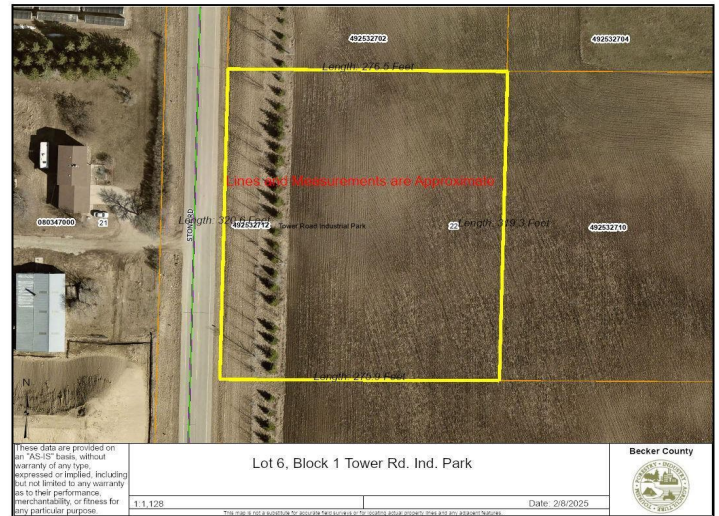 492532702
492532704
Length: 276.5 Feet
Lines and Measurements are Approximate
080347000
21
Length: 320.6 Feet
492532712
Tower Road Industrial Park
22
Length: 319.3 Feet
492532710
STONY RD
Length: 275.9 Feet
N
These data are provided on
an "AS-IS" basis, without
warranty of any type,
expressed or implied, including
but not limited to any warranty
as to their performance,
merchantability, or fitness for
any particular purpose.
Lot 6, Block 1 Tower Rd. Ind. Park
1:1,128
Date: 2/8/2025
This map is not a substitute for accurate field surveys or for locating actual property lines and any adjacent features.
Becker County